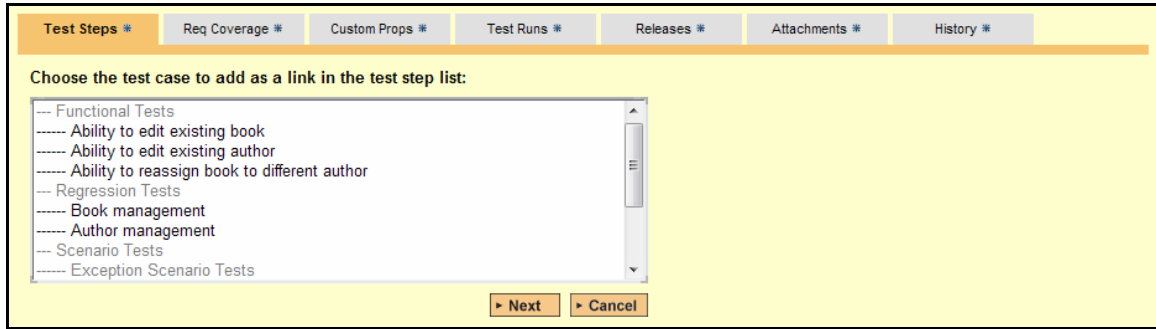 Test Steps * Req Coverage * Custom Props * Test Runs * Releases * Attachments * History *
Choose the test case to add as a link in the test step list:
--- Functional Tests
------ Ability to edit existing book
------ Ability to edit existing author
------ Ability to reassign book to different author
--- Regression Tests
------ Book management
------ Author management
--- Scenario Tests
------ Exception Scenario Tests
Next Cancel